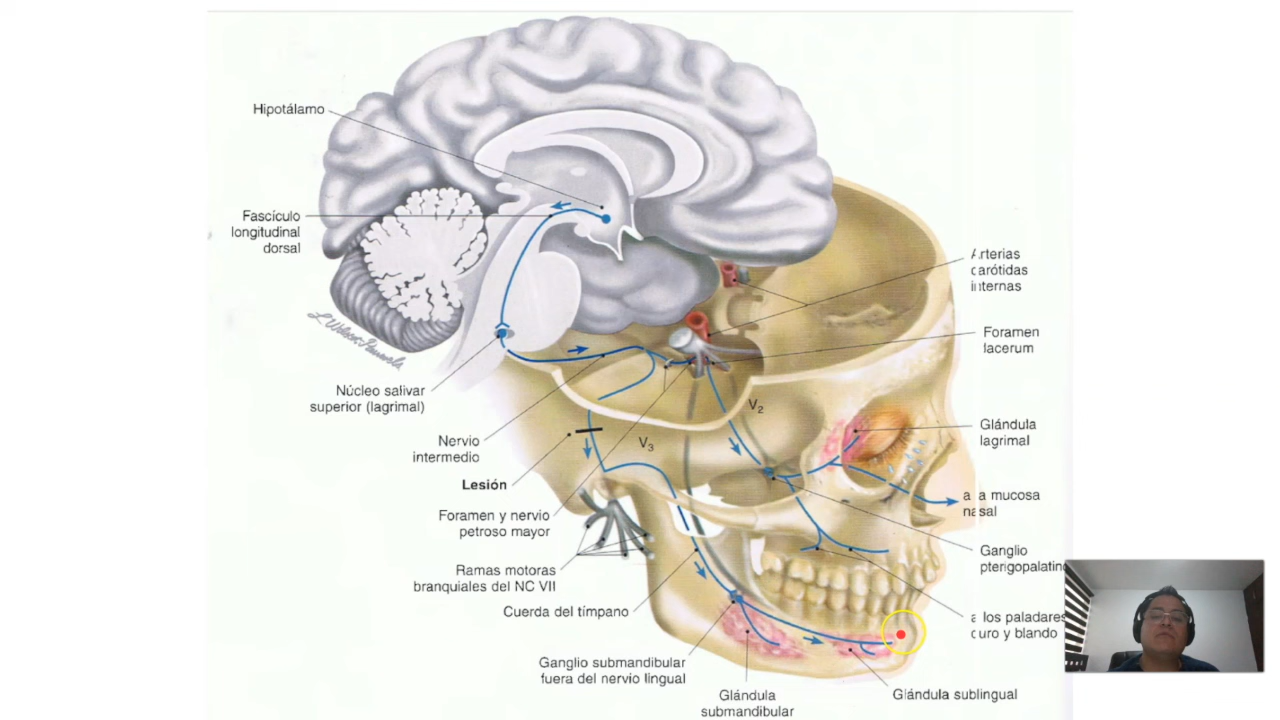 Hipotálamo
Fascículo
longitudinal
dorsal
Arterias
carótidas
internas
Foramen
lacerum
Núcleo salivar
superior (lagrimal)
V2
Glándula
lagrimal
Nervio
intermedio
V3
Lesión
a la mucosa
nasal
Foramen y nervio
petroso mayor
Ganglio
pterigopalatino
Ramas motoras
branquiales del NC VII
Cuerda del tímpano
a los paladares
duro y blando
Ganglio submandibular
fuera del nervio lingual
Glándula
submandibular
Glándula sublingual